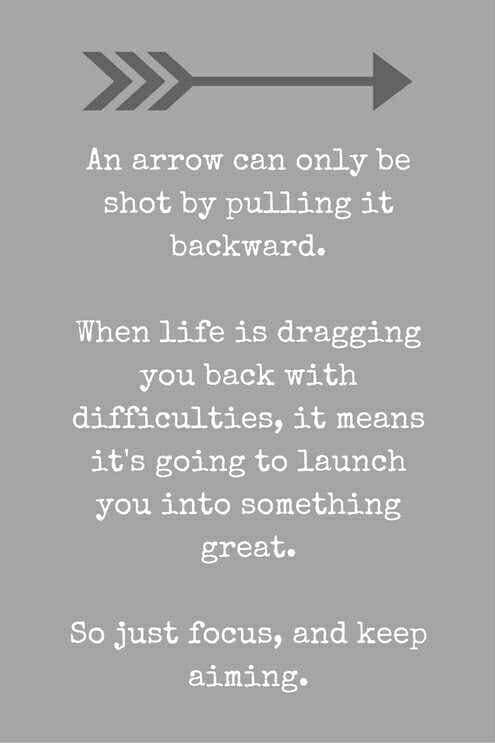 An arrow can only be
shot by pulling it
backward.
When life is dragging
you back with
difficulties, it means
it's going to launch
you into something
great.
So just focus, and keep
aiming.